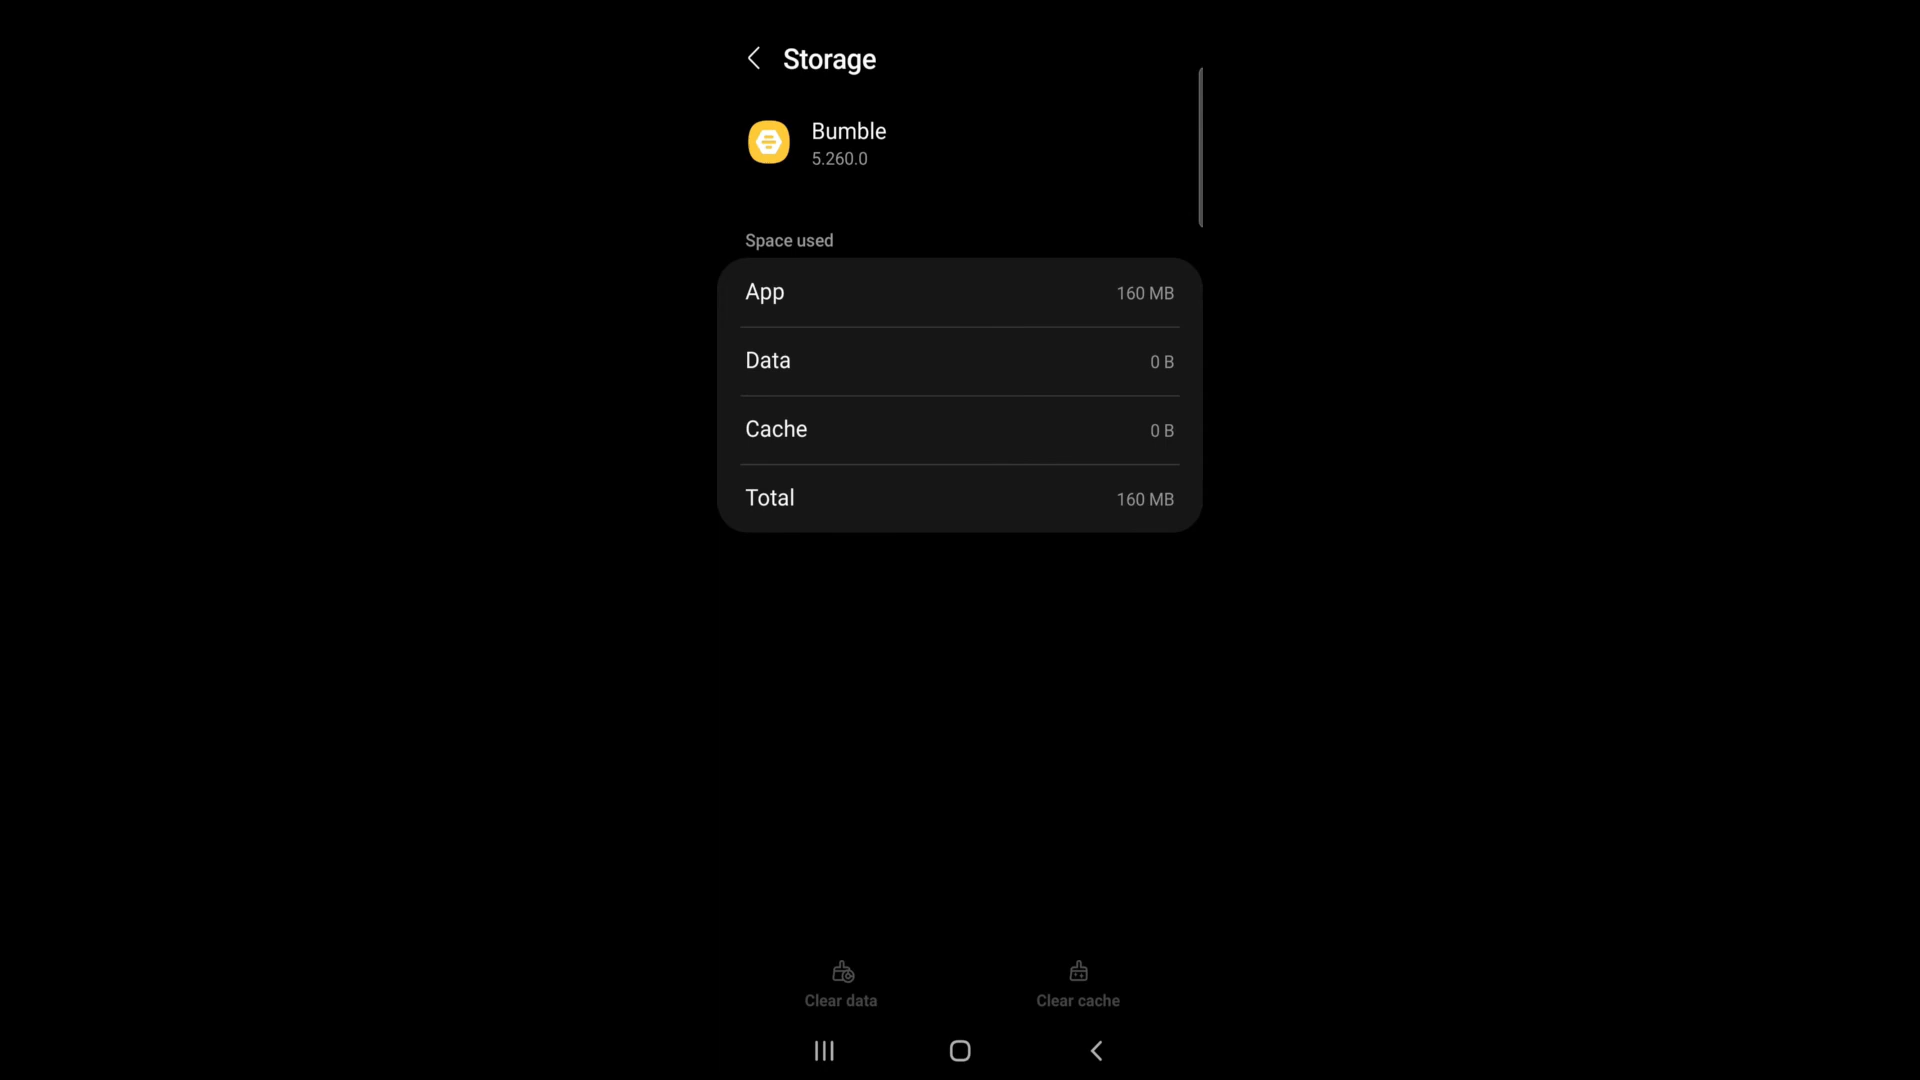 Storage
Bumble
5.260.0
Space used
App 160 MB
Data 0 B
Cache 0 B
Total 160 MB
Clear data Clear cache